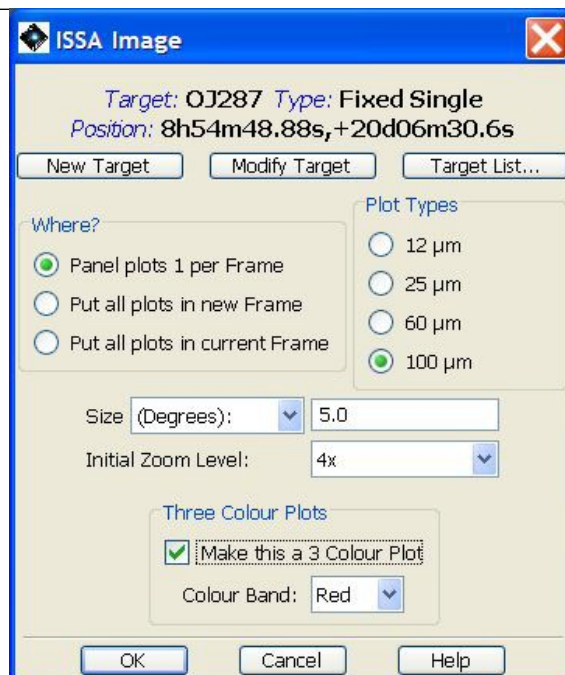 ISSA Image
Target: OJ287 Type: Fixed Single
Position: 8h54m48.88s,+20d06m30.6s
New Target Modify Target Target List...
Where?
Panel plots 1 per Frame
Put all plots in new Frame
Put all plots in current Frame
Plot Types
12 µm
25 µm
60 µm
100 µm
Size (Degrees): 5.0
Initial Zoom Level: 4x
Three Colour Plots
Make this a 3 Colour Plot
Colour Band: Red
OK Cancel Help